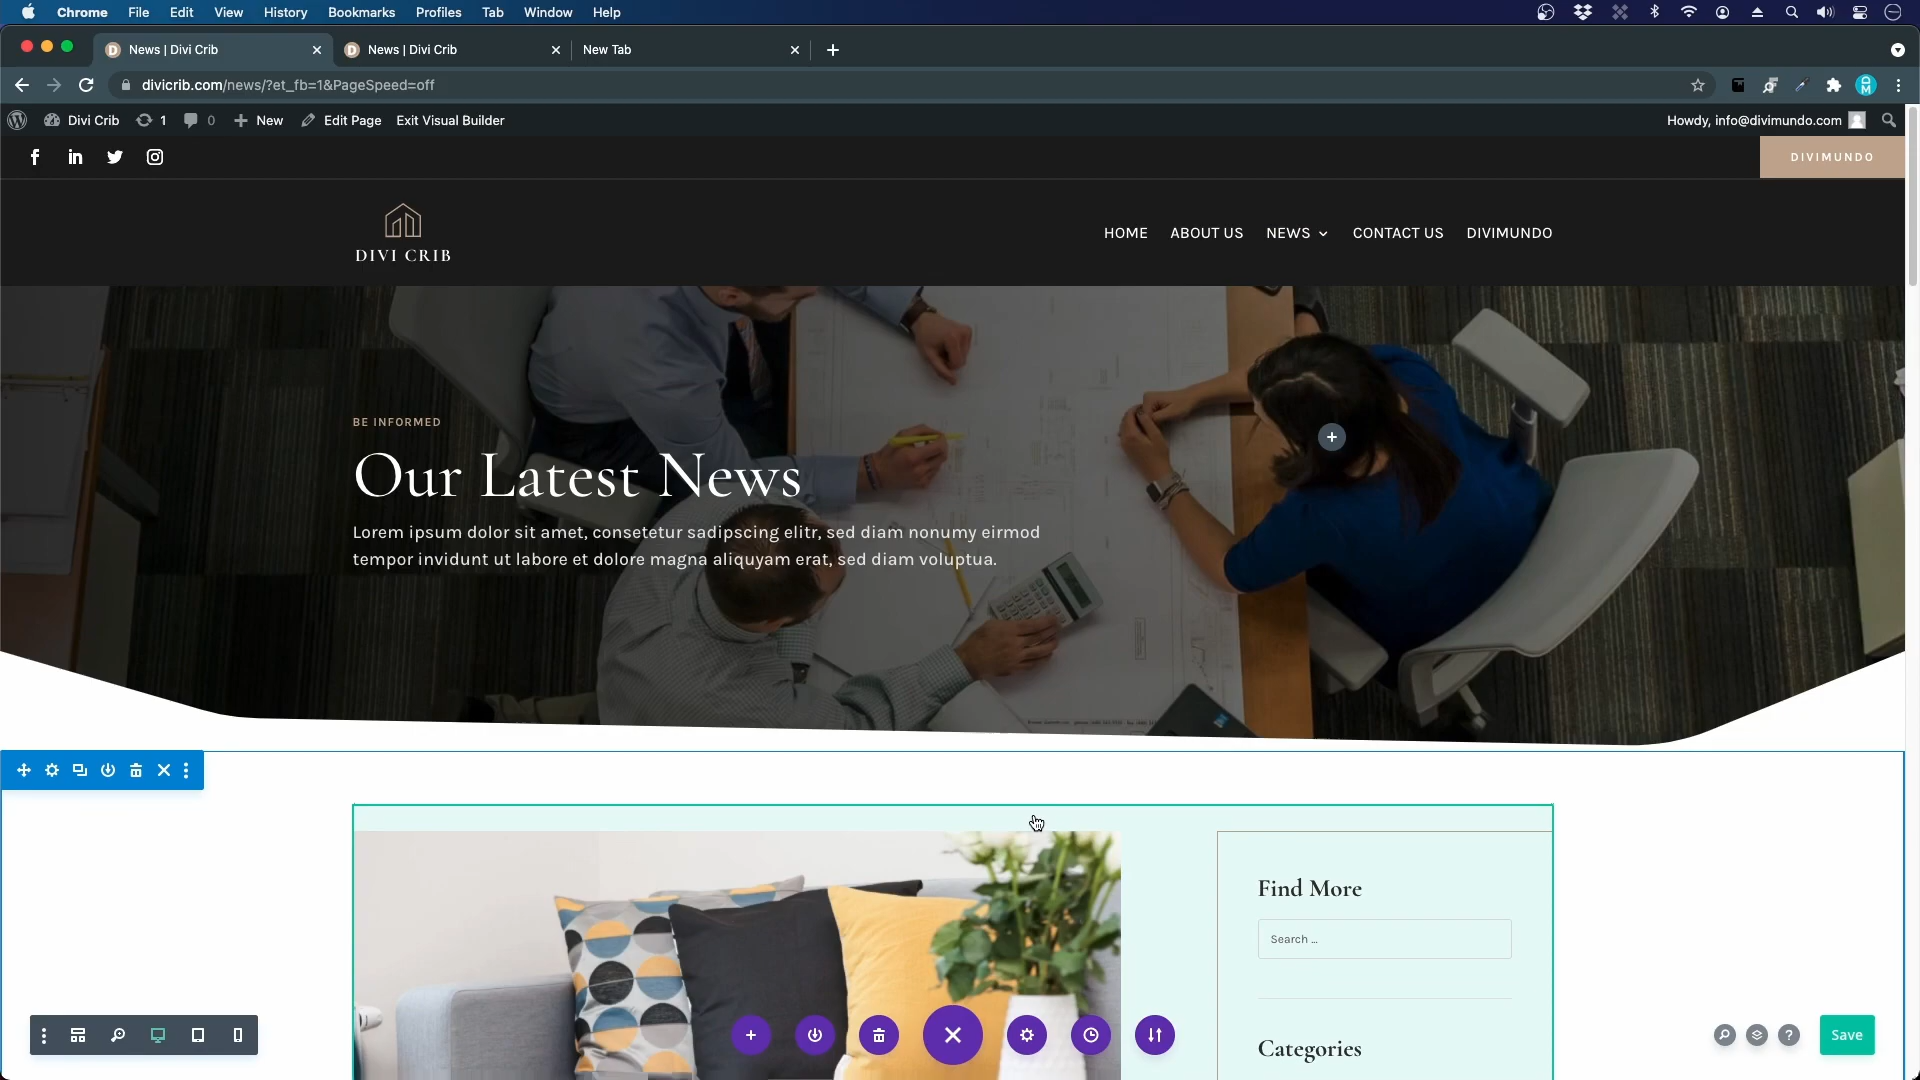 Chrome File Edit View History Bookmarks Profiles Tab Window Help
News | Divi Crib
News | Divi Crib
New Tab
divicrib.com/news/?et_fb=1&PageSpeed=off
Divi Crib 1 0 New Edit Page Exit Visual Builder
Howdy, info@divimundo.com
DIVIMUNDO
DIVI CRIB
HOME ABOUT US NEWS CONTACT US DIVIMUNDO
BE INFORMED
Our Latest News
Lorem ipsum dolor sit amet, consetetur sadipscing elitr, sed diam nonumy eirmod
tempor invidunt ut labore et dolore magna aliquyam erat, sed diam voluptua.
Find More
Search ...
Categories
Save